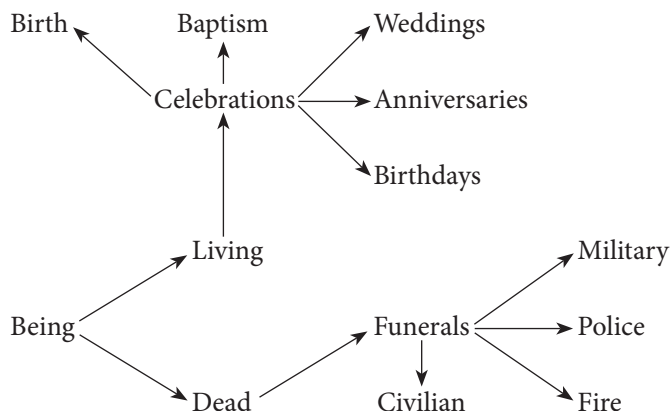 Birth
Baptism
Weddings
Celebrations
Anniversaries
Birthdays
Living
Military
Being
Funerals
Police
Dead
Civilian
Fire